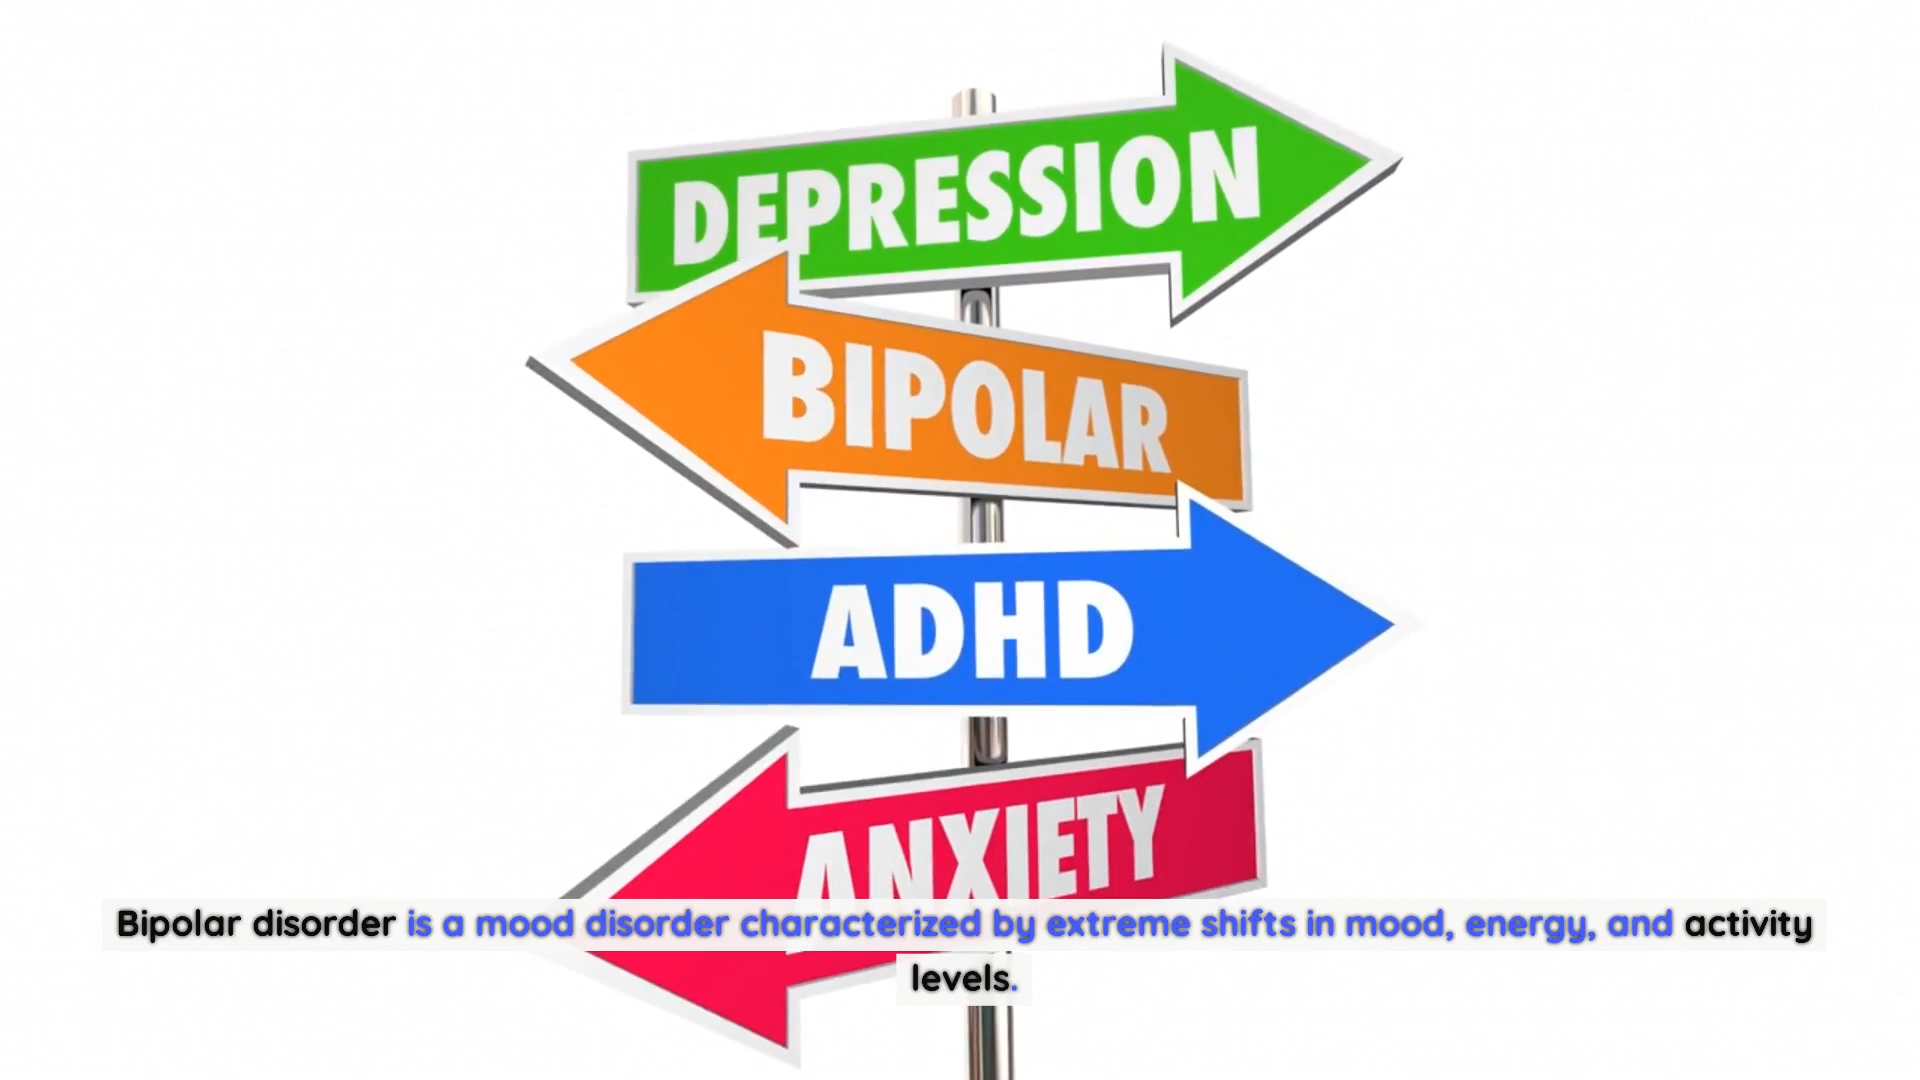 DEPRESSION
BIPOLAR
ADHD
ANXIETY
Bipolar disorder is a mood disorder characterized by extreme shifts in mood, energy, and activity
levels.